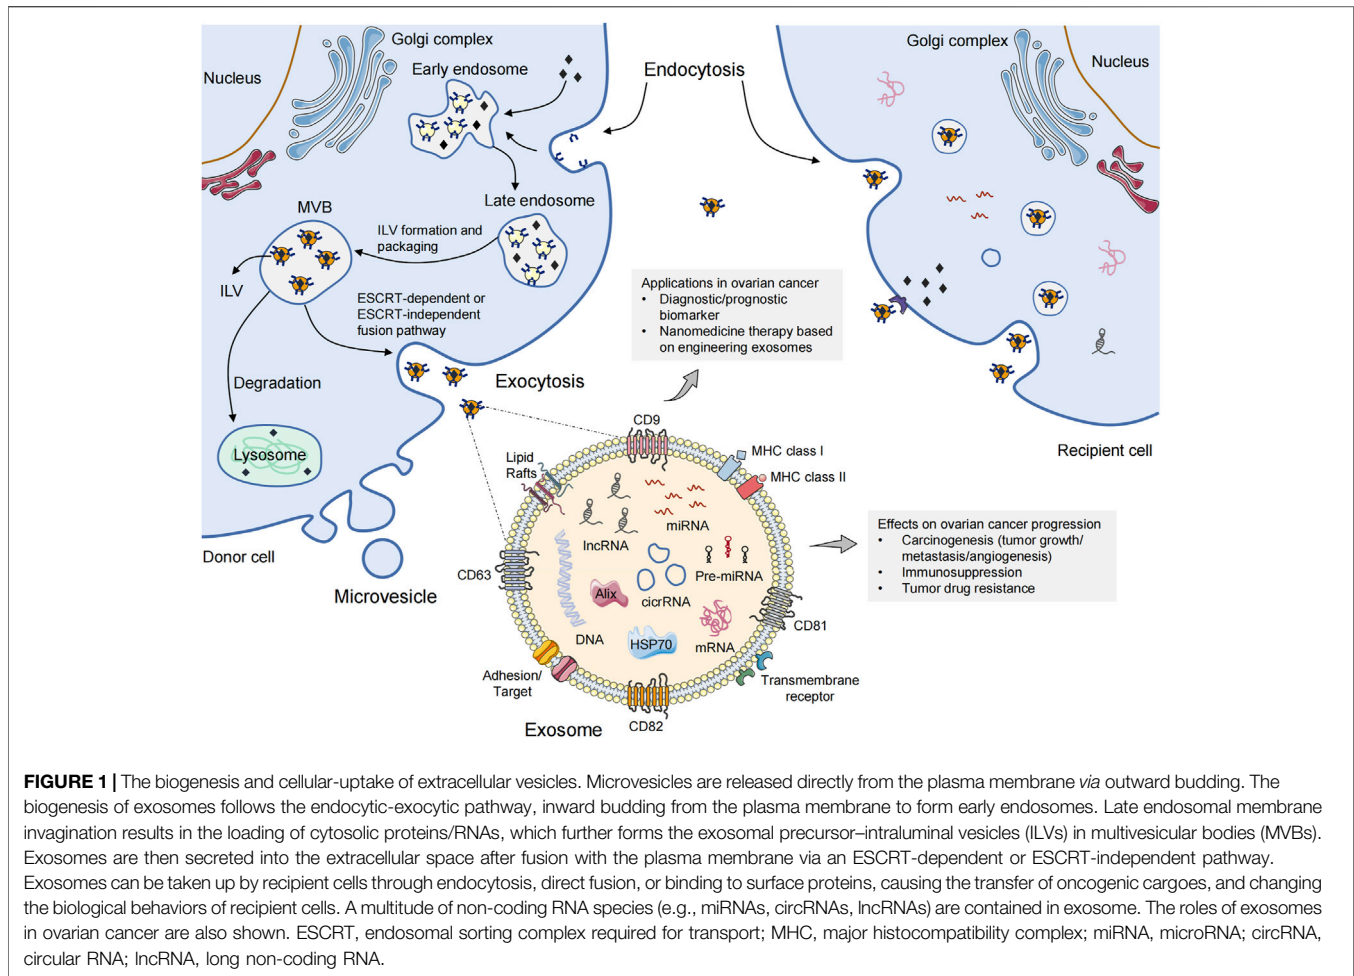 Golgi complex
Nucleus
Early endosome
Endocytosis
Golgi complex
Nucleus
MVB
Late endosome
ILV formation and
packaging
ILV
ESCRT-dependent or
ESCRT-independent
fusion pathway
Degradation
Exocytosis
Lysosome
Donor cell
Microvesicle
Applications in ovarian cancer
• Diagnostic/prognostic
biomarker
• Nanomedicine therapy based
on engineering exosomes
Recipient cell
CD9
Lipid
Rafts
MHC class I
MHC class II
miRNA
lncRNA
Pre-miRNA
CD63
Alix
cicrRNA
CD81
DNA
HSP70
mRNA
Adhesion/
Target
Transmembrane
receptor
CD82
Exosome
Effects on ovarian cancer progression
• Carcinogenesis (tumor growth/
metastasis/angiogenesis)
• Immunosuppression
• Tumor drug resistance
FIGURE 1 | The biogenesis and cellular-uptake of extracellular vesicles. Microvesicles are released directly from the plasma membrane via outward budding. The
biogenesis of exosomes follows the endocytic-exocytic pathway, inward budding from the plasma membrane to form early endosomes. Late endosomal membrane
invagination results in the loading of cytosolic proteins/RNAs, which further forms the exosomal precursor–intraluminal vesicles (ILVs) in multivesicular bodies (MVBs).
Exosomes are then secreted into the extracellular space after fusion with the plasma membrane via an ESCRT-dependent or ESCRT-independent pathway.
Exosomes can be taken up by recipient cells through endocytosis, direct fusion, or binding to surface proteins, causing the transfer of oncogenic cargoes, and changing
the biological behaviors of recipient cells. A multitude of non-coding RNA species (e.g., miRNAs, circRNAs, lncRNAs) are contained in exosome. The roles of exosomes
in ovarian cancer are also shown. ESCRT, endosomal sorting complex required for transport; MHC, major histocompatibility complex; miRNA, microRNA; circRNA,
circular RNA; lncRNA, long non-coding RNA.